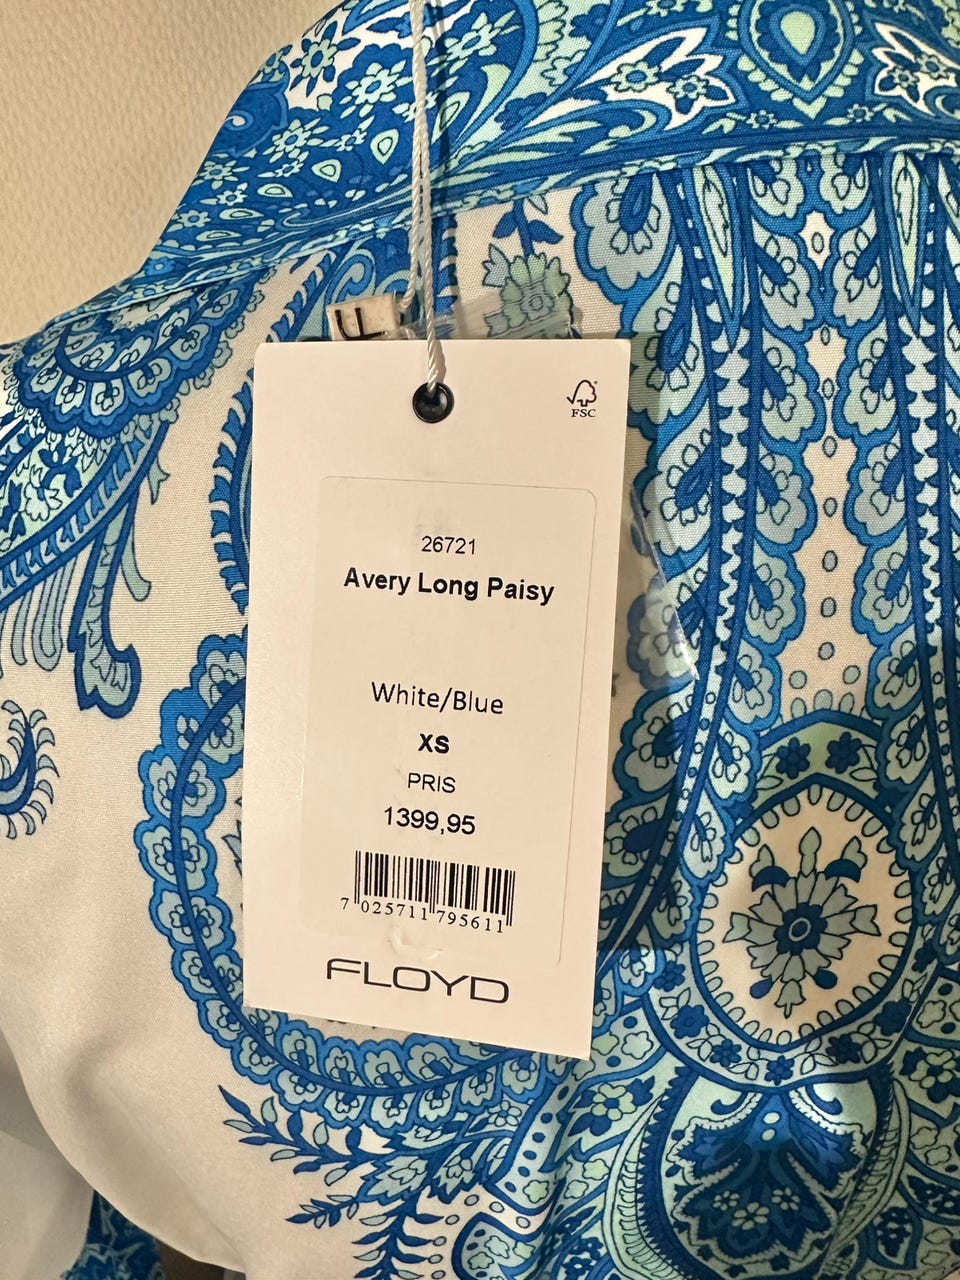 F
FSC
26721
Avery Long Paisy
White/Blue
XS
PRIS
1399,95
7 025711 795611
FLOYD